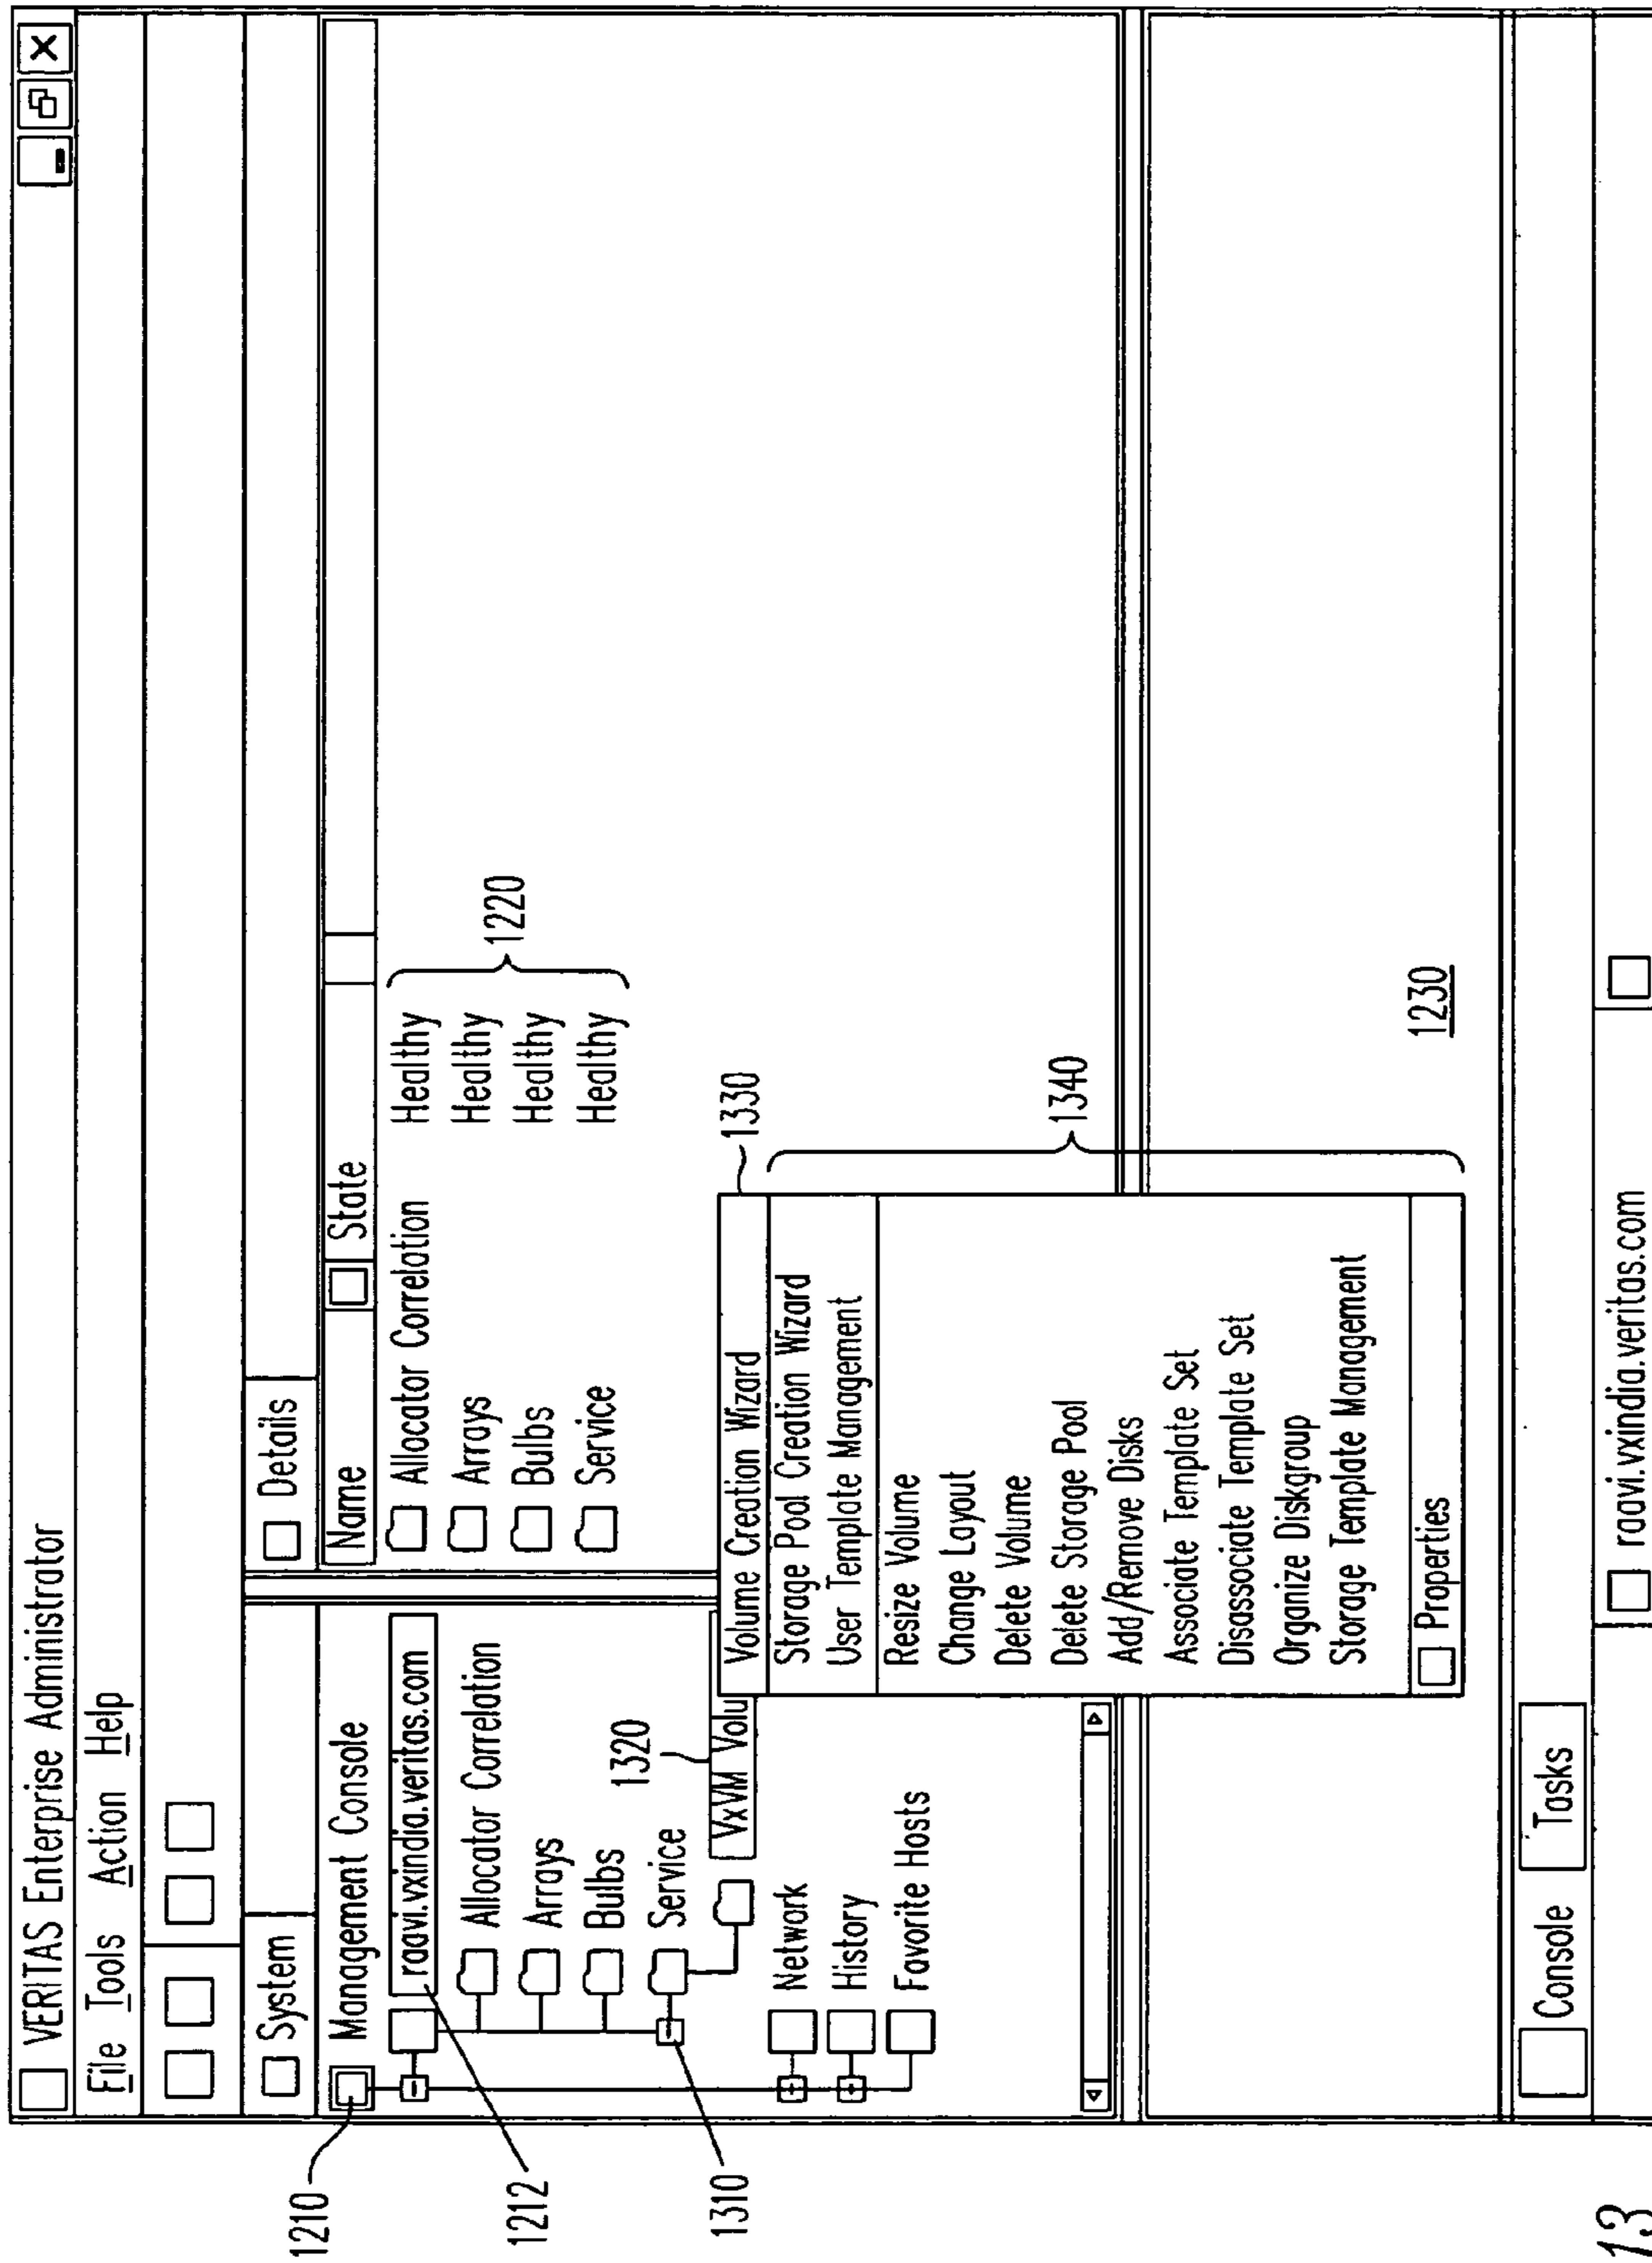 VERITAS Enterprise Administrator
File Tools Action Help
System
Details
Management Console
Name
State
raavi.vxindia.veritas.com
Allocator Correlation
Arrays
Bulbs
Service
VxVM Volu
Network
History
Favorite Hosts
Allocator Correlation Healthy
Arrays Healthy
Bulbs Healthy
Service Healthy
Volume Creation Wizard
Storage Pool Creation Wizard
User Template Management
Resize Volume
Change Layout
Delete Volume
Delete Storage Pool
Add/Remove Disks
Associate Template Set
Disassociate Template Set
Organize Diskgroup
Storage Template Management
Properties
Console
Tasks
raavi.vxindia.veritas.com
1210
1212
1310
1320
1220
1330
1340
1230
13